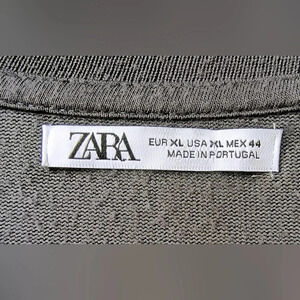 ZARA
EUR XL USA XL MEX 44
MADE IN PORTUGAL